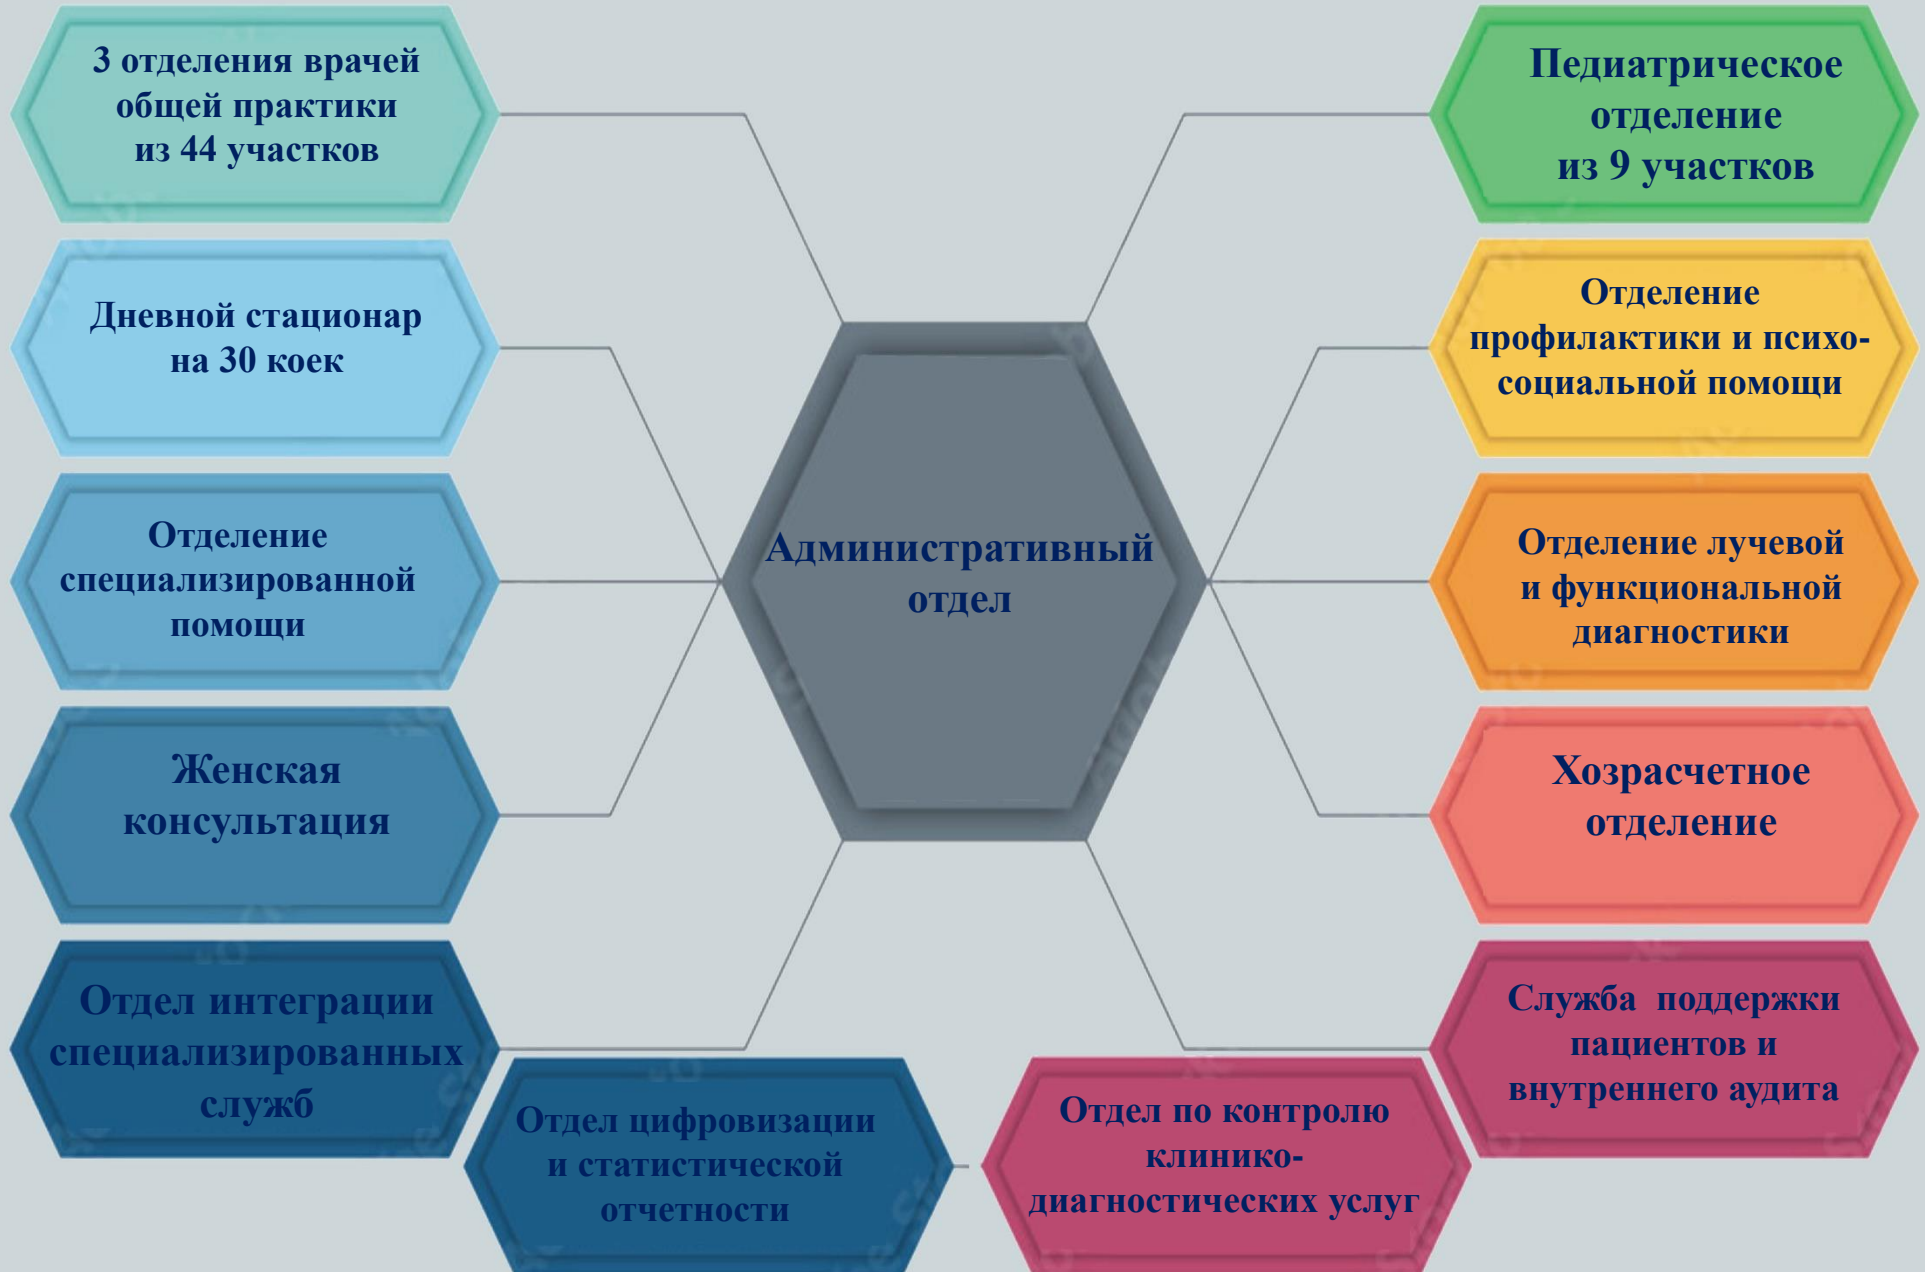 3 отделения врачей
общей практики
из 44 участков
Дневной стационар
на 30 коек
Отделение
специализированной
помощи
Женская
консультация
Отдел интеграции
специализированных
служб
Отдел цифровизации
и статистической
отчетности
Административный
отдел
Педиатрическое
отделение
из 9 участков
Отделение
профилактики и психо-
социальной помощи
Отделение лучевой
и функциональной
диагностики
Хозрасчетное
отделение
Служба поддержки
пациентов и
внутреннего аудита
Отдел по контролю
клинико-
диагностических услуг